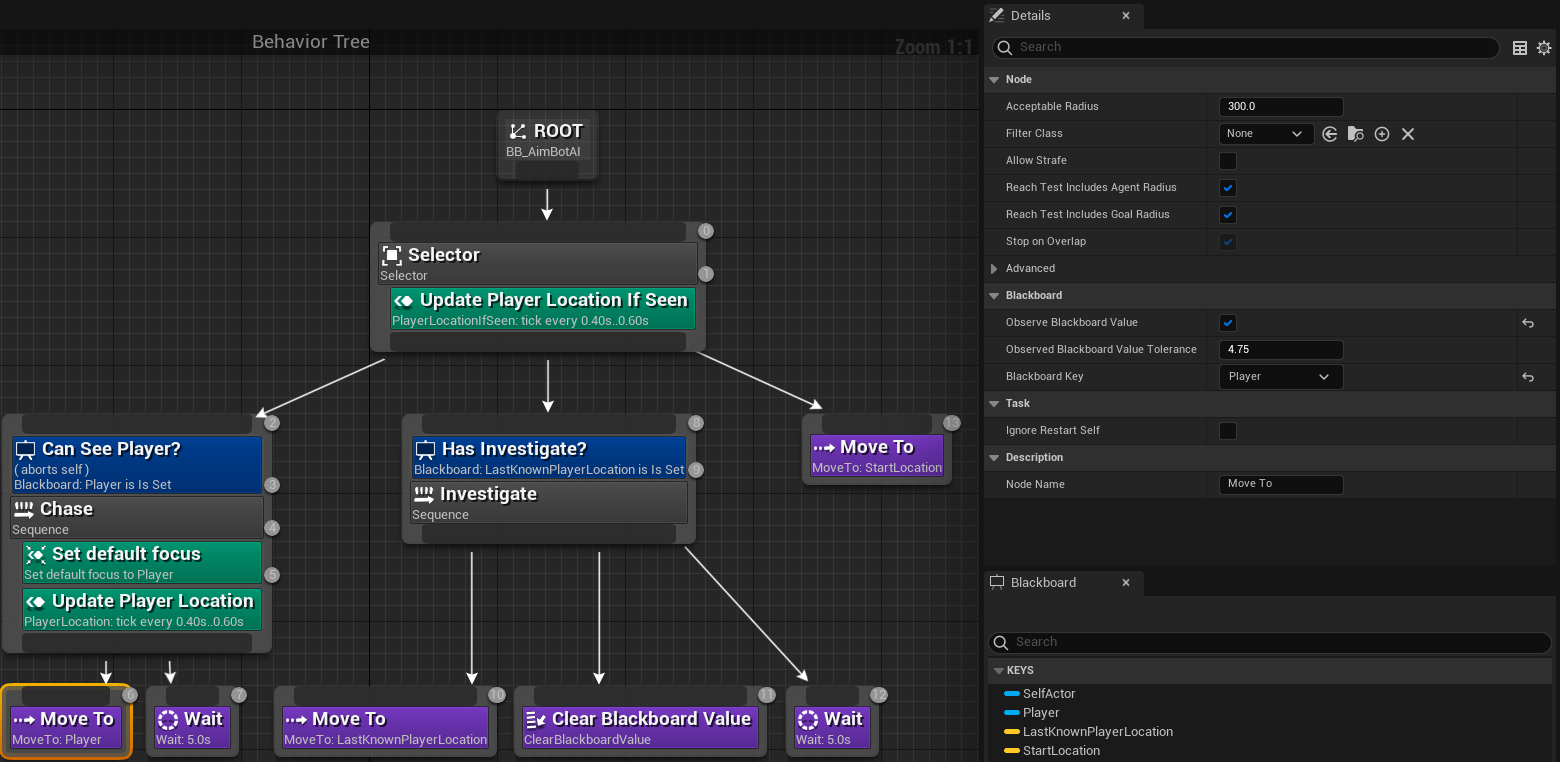 Behavior Tree
Zoom 1:1
ROOT
BB_AimBotAI
0
Selector
Selector
1
Update Player Location If Seen
PlayerLocationIfSeen: tick every 0.40s..0.60s
2
Can See Player?
( aborts self )
Blackboard: Player is Is Set
3
Chase
Sequence
4
Set default focus
Set default focus to Player
5
Update Player Location
PlayerLocation: tick every 0.40s..0.60s
8
Has Investigate?
Blackboard: LastKnownPlayerLocation is Is Set
9
Investigate
Sequence
13
Move To
MoveTo: StartLocation
6
Move To
MoveTo: Player
7
Wait
Wait: 5.0s
10
Move To
MoveTo: LastKnownPlayerLocation
11
Clear Blackboard Value
ClearBlackboardValue
12
Wait
Wait: 5.0s
Details
Search
Node
Acceptable Radius
300.0
Filter Class
None
Allow Strafe
Reach Test Includes Agent Radius
Reach Test Includes Goal Radius
Stop on Overlap
Advanced
Blackboard
Observe Blackboard Value
Observed Blackboard Value Tolerance
4.75
Blackboard Key
Player
Task
Ignore Restart Self
Description
Node Name
Move To
Blackboard
Search
KEYS
SelfActor
Player
LastKnownPlayerLocation
StartLocation